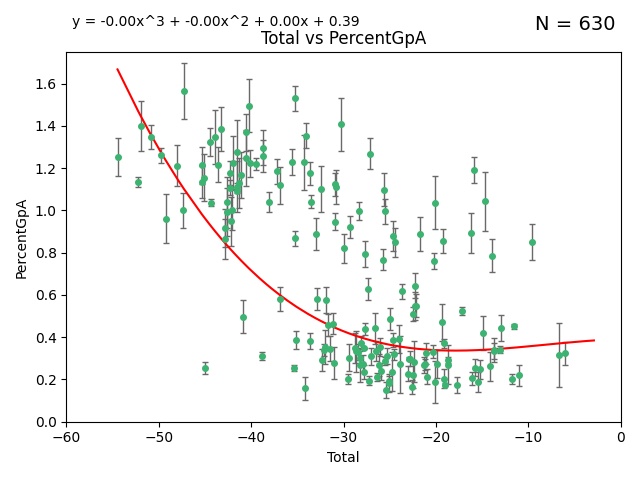 y = -0.00x^3 + -0.00x^2 + 0.00x + 0.39
N = 630
Total vs PercentGpA
PercentGpA
1.6
1.4
1.2
1.0
0.8
0.6
0.4
0.2
0.0
−60 −50 −40 −30 −20 −10 0
Total